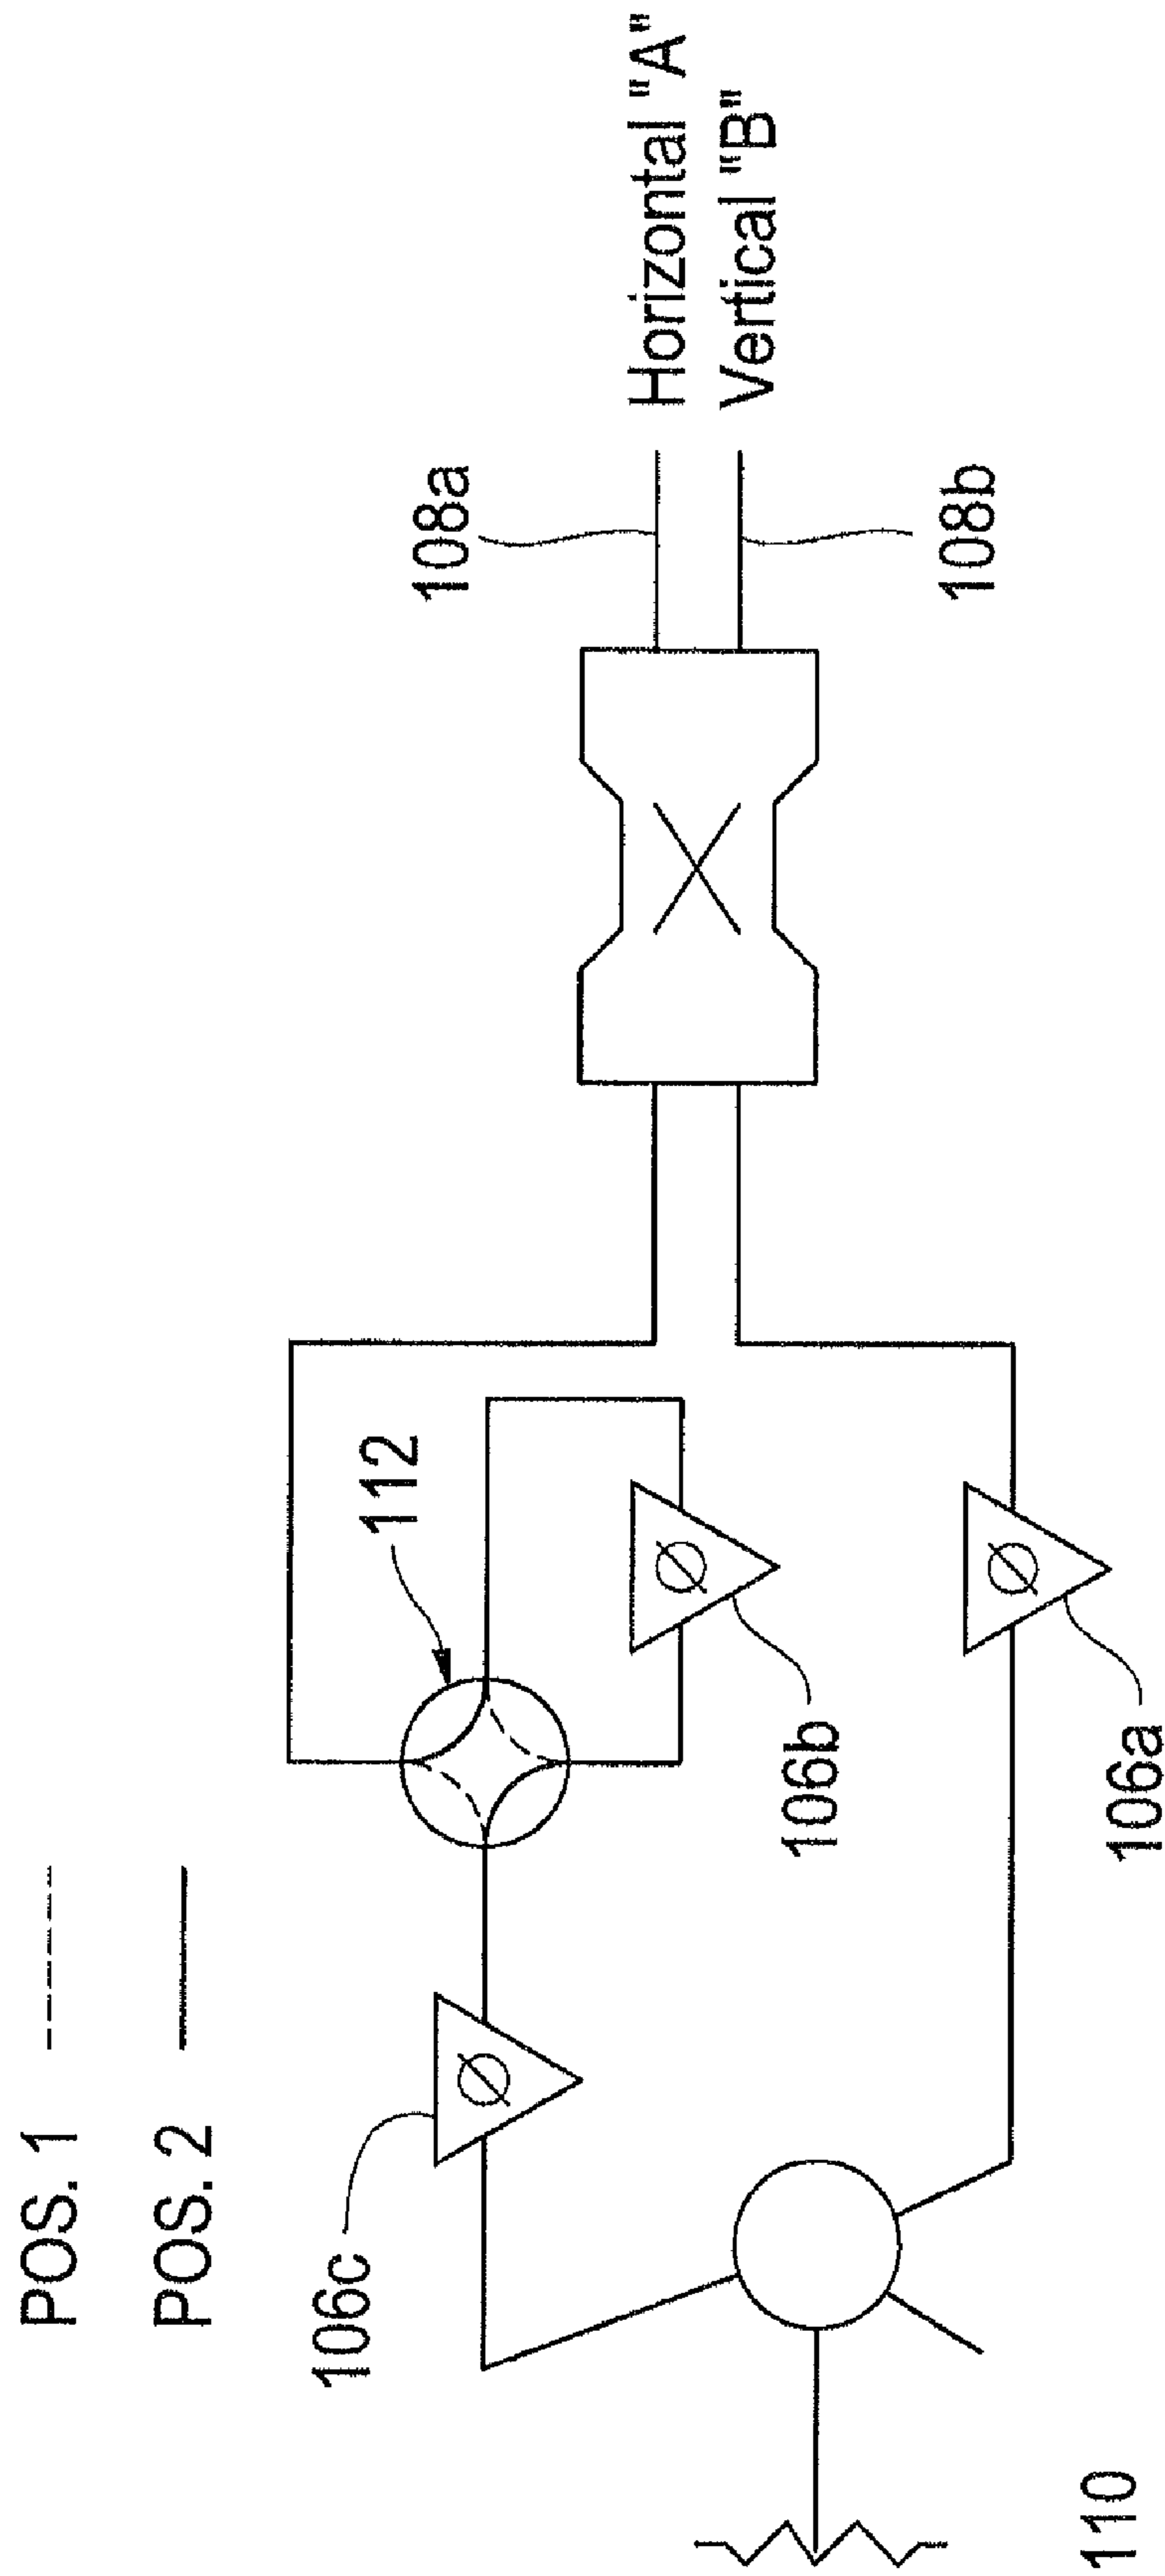 POS. 1
POS. 2
106c
112
106b
106a
108a
108b
Horizontal "A"
Vertical "B"
110
Ø
Ø
Ø